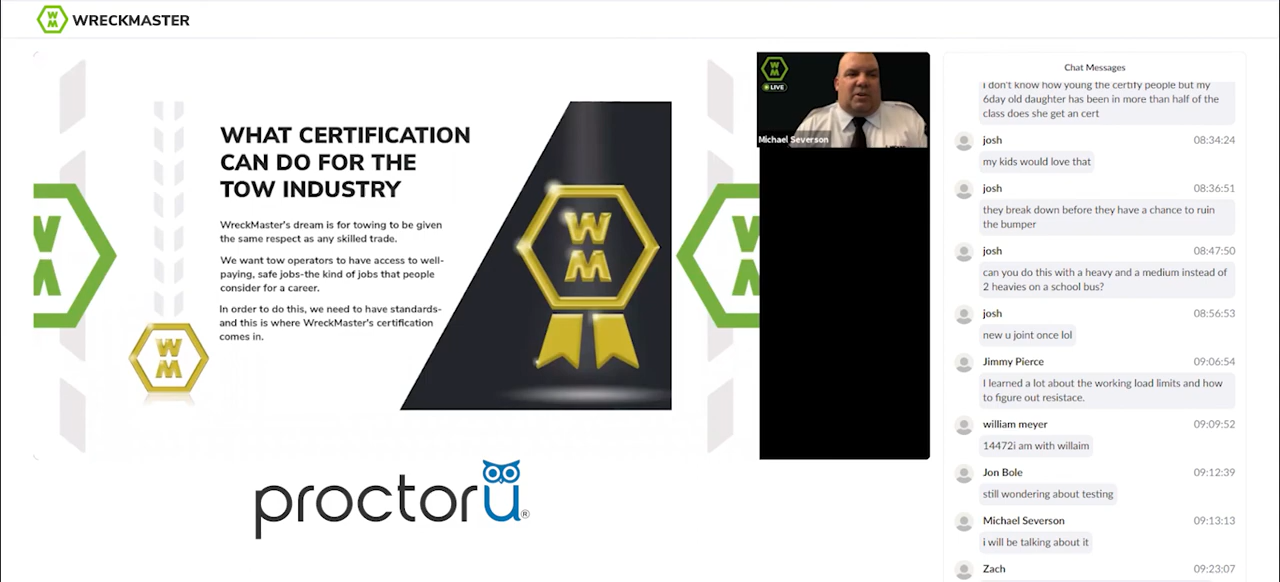 WM
WRECKMASTER
WHAT CERTIFICATION
CAN DO FOR THE
TOW INDUSTRY
WreckMaster's dream is for towing to be given
the same respect as any skilled trade.
We want tow operators to have access to well-
paying, safe jobs-the kind of jobs that people
consider for a career.
In order to do this, we need to have standards-
and this is where WreckMaster's certification
comes in.
W
M
W
M
W
M
LIVE
Michael Severson
proctoru®
Chat Messages
I don't know how young the certify people but my
6day old daughter has been in more than half of the
class does she get an cert
josh 08:34:24
my kids would love that
josh 08:36:51
they break down before they have a chance to ruin
the bumper
josh 08:47:50
can you do this with a heavy and a medium instead of
2 heavies on a school bus?
josh 08:56:53
new u joint once lol
Jimmy Pierce 09:06:54
I learned a lot about the working load limits and how
to figure out resistace.
william meyer 09:09:52
14472i am with willaim
Jon Bole 09:12:39
still wondering about testing
Michael Severson 09:13:13
i will be talking about it
Zach 09:23:07